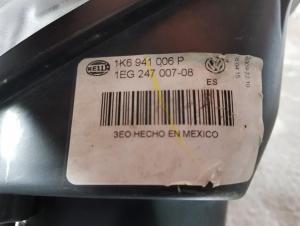 HELLA
1K6 941 006 P
1EG 247 007-08
ES
3EO HECHO EN MEXICO